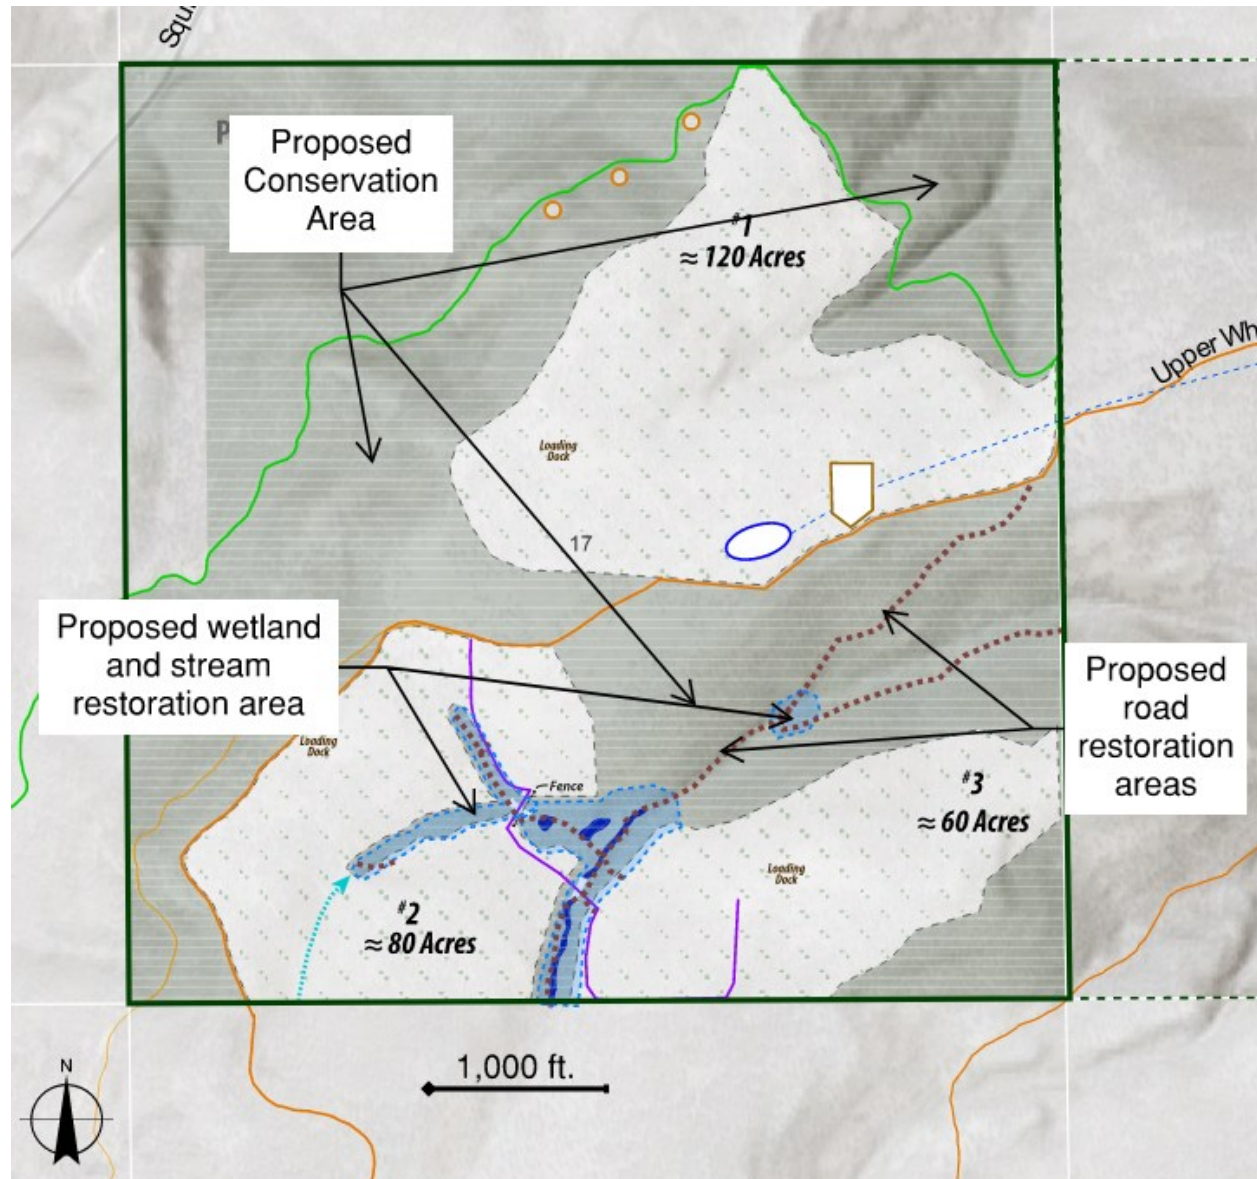 Squ
P
Proposed
Conservation
Area
#1
≈ 120 Acres
Upper Wh
Loading
Dock
17
Proposed wetland
and stream
restoration area
Proposed
road
restoration
areas
Loading
Dock
Fence
#3
≈ 60 Acres
Loading
Dock
#2
≈ 80 Acres
1,000 ft.
N